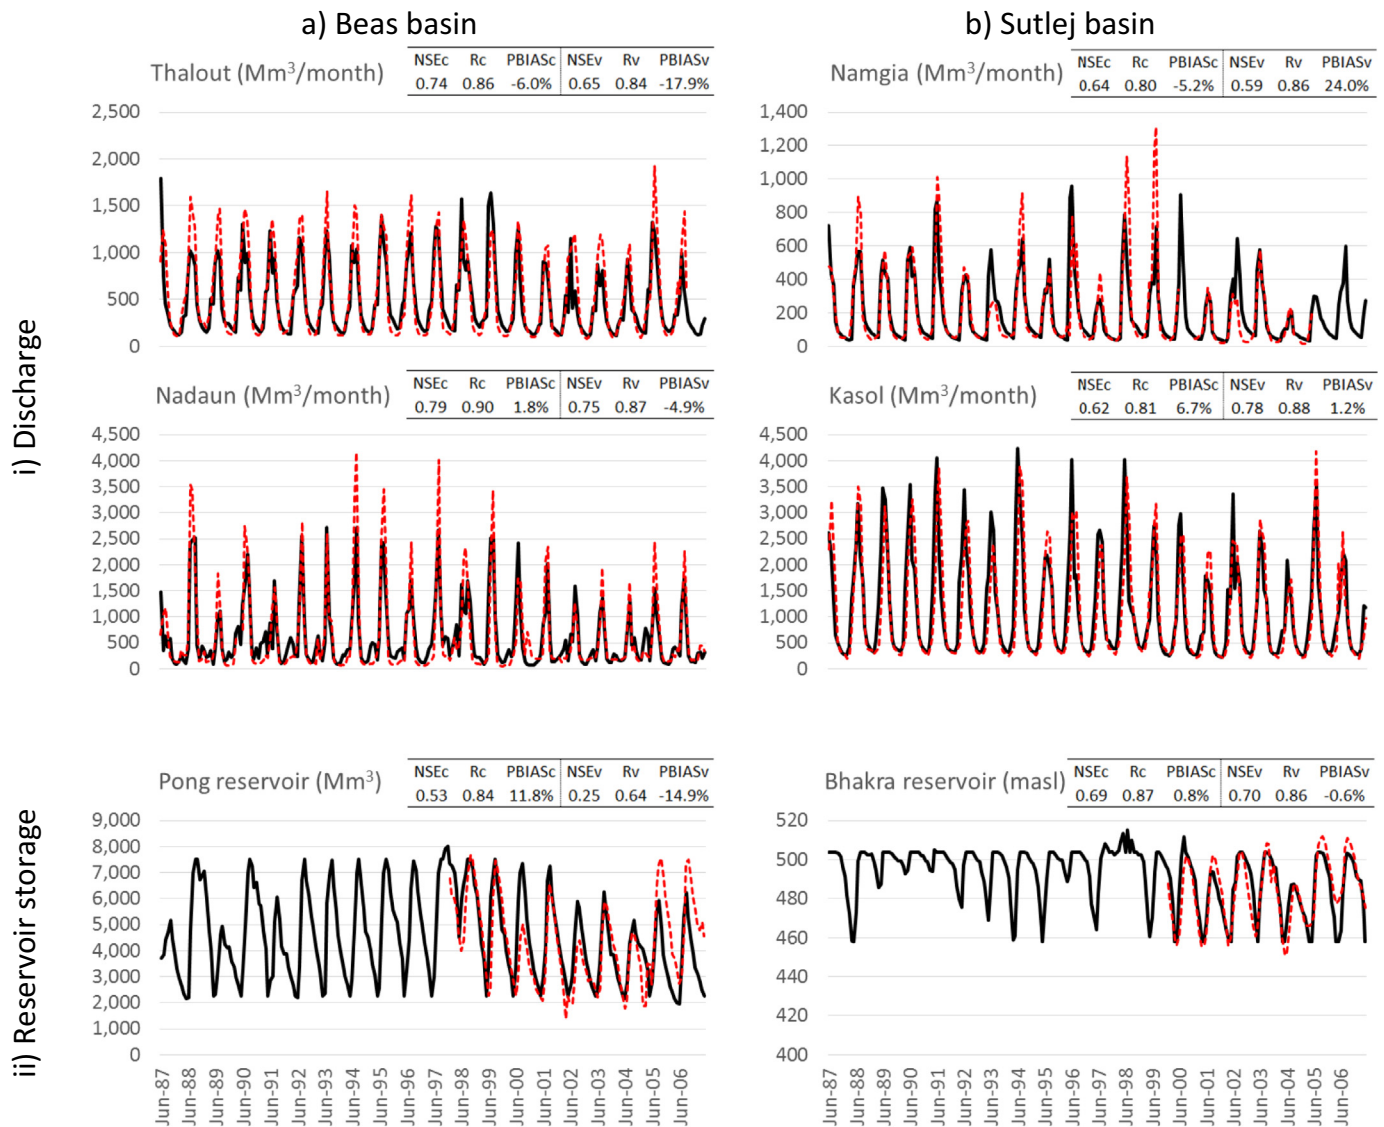 a) Beas basin
b) Sutlej basin
i) Discharge
ii) Reservoir storage
Thalout (Mm³/month)
NSEc Rc PBIASc NSEv Rv PBIASv
0.74 0.86 -6.0% 0.65 0.84 -17.9%
2,500
2,000
1,500
1,000
500
0
Namgia (Mm³/month)
NSEc Rc PBIASc NSEv Rv PBIASv
0.64 0.80 -5.2% 0.59 0.86 24.0%
1,400
1,200
1,000
800
600
400
200
0
Nadaun (Mm³/month)
NSEc Rc PBIASc NSEv Rv PBIASv
0.79 0.90 1.8% 0.75 0.87 -4.9%
4,500
4,000
3,500
3,000
2,500
2,000
1,500
1,000
500
0
Kasol (Mm³/month)
NSEc Rc PBIASc NSEv Rv PBIASv
0.62 0.81 6.7% 0.78 0.88 1.2%
4,500
4,000
3,500
3,000
2,500
2,000
1,500
1,000
500
0
Pong reservoir (Mm³)
NSEc Rc PBIASc NSEv Rv PBIASv
0.53 0.84 11.8% 0.25 0.64 -14.9%
9,000
8,000
7,000
6,000
5,000
4,000
3,000
2,000
1,000
0
Jun-87
Jun-88
Jun-89
Jun-90
Jun-91
Jun-92
Jun-93
Jun-94
Jun-95
Jun-96
Jun-97
Jun-98
Jun-99
Jun-00
Jun-01
Jun-02
Jun-03
Jun-04
Jun-05
Jun-06
Bhakra reservoir (masl)
NSEc Rc PBIASc NSEv Rv PBIASv
0.69 0.87 0.8% 0.70 0.86 -0.6%
520
500
480
460
440
420
400
Jun-87
Jun-88
Jun-89
Jun-90
Jun-91
Jun-92
Jun-93
Jun-94
Jun-95
Jun-96
Jun-97
Jun-98
Jun-99
Jun-00
Jun-01
Jun-02
Jun-03
Jun-04
Jun-05
Jun-06